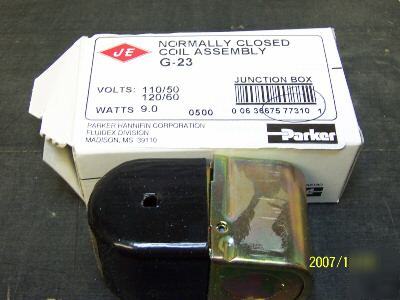 JE
NORMALLY CLOSED
COIL ASSEMBLY
G-23
JUNCTION BOX
VOLTS: 110/50
120/60
WATTS 9.0
0500
0 06 36675 77310 1
PARKER HANNIFIN CORPORATION
FLUIDEX DIVISION
MADISON, MS 39110
Parker
2007/1